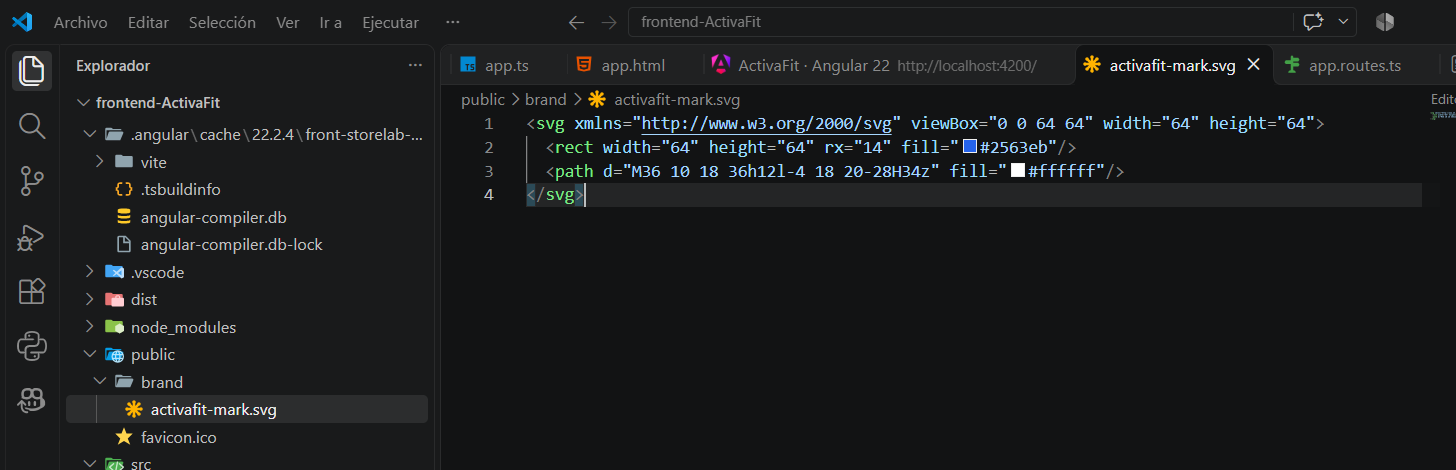 Archivo Editar Selección Ver Ir a Ejecutar ···
frontend-ActivaFit
Explorador ···
frontend-ActivaFit
.angular\cache\22.2.4\front-storelab-...
vite
.tsbuildinfo
angular-compiler.db
angular-compiler.db-lock
.vscode
dist
node_modules
public
brand
activafit-mark.svg
favicon.ico
src
TS app.ts
app.html
ActivaFit · Angular 22 http://localhost:4200/
activafit-mark.svg
app.routes.ts
public > brand > activafit-mark.svg
Edito
1 <svg xmlns="http://www.w3.org/2000/svg" viewBox="0 0 64 64" width="64" height="64">
2 <rect width="64" height="64" rx="14" fill="#2563eb"/>
3 <path d="M36 10 18 36h12l-4 18 20-28H34z" fill="#ffffff"/>
4 </svg>